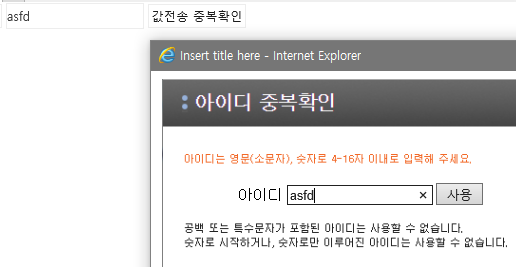 asfd 값전송 중복확인
Insert title here - Internet Explorer
아이디 중복확인
아이디는 영문(소문자), 숫자로 4-16자 이내로 입력해 주세요.
아이디 asfd × 사용
공백 또는 특수문자가 포함된 아이디는 사용할 수 없습니다.
숫자로 시작하거나, 숫자로만 이루어진 아이디는 사용할 수 없습니다.